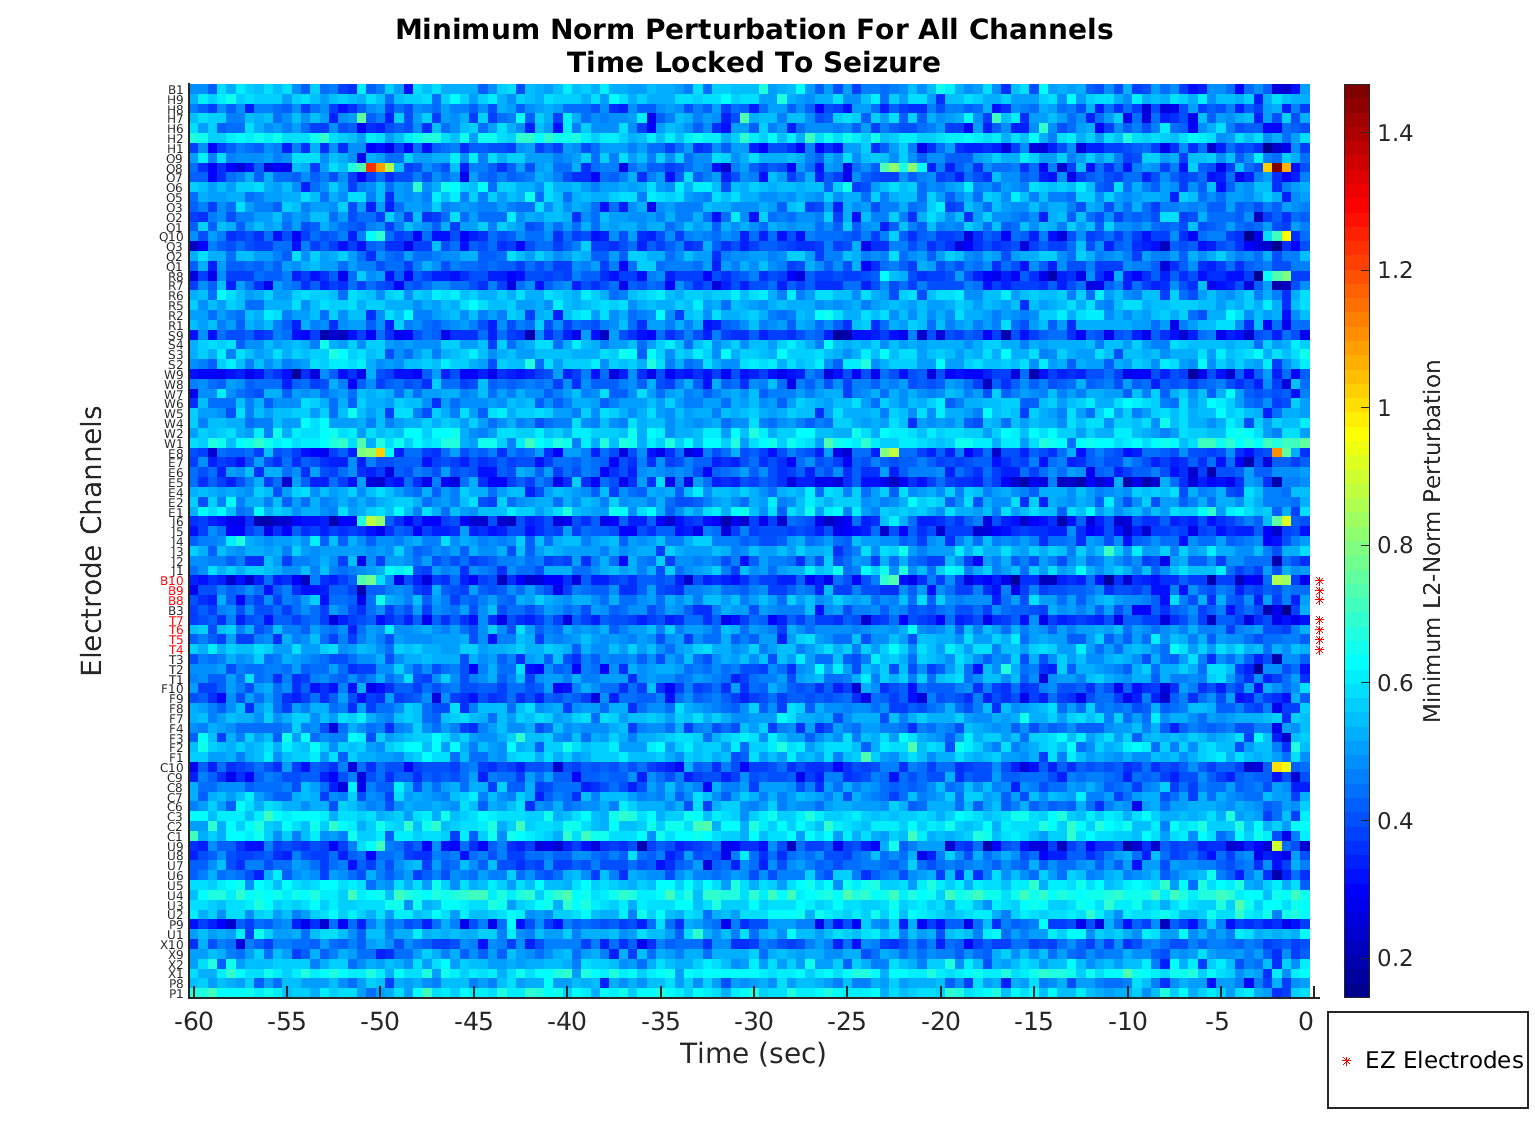 Minimum Norm Perturbation For All Channels
Time Locked To Seizure
Electrode Channels
B1
H9
H8
H7
H6
H2
H1
O9
O8
O7
O6
O5
O3
O2
O1
Q10
Q3
Q2
Q1
R8
R7
R6
R5
R2
R1
S9
S4
S3
S2
W9
W8
W7
W6
W5
W4
W2
W1
E8
E7
E6
E5
E4
E2
E1
I6
I5
I4
I3
I2
I1
B10
B9
B8
B3
T7
T6
T5
T4
T3
T2
T1
F10
F9
F8
F7
F4
F3
F2
F1
C10
C9
C8
C7
C6
C3
C2
C1
U9
U8
U7
U6
U5
U4
U3
U2
P9
U1
X10
X9
X2
X1
P8
P1
-60 -55 -50 -45 -40 -35 -30 -25 -20 -15 -10 -5 0
Time (sec)
1.4
1.2
1
0.8
0.6
0.4
0.2
Minimum L2-Norm Perturbation
EZ Electrodes